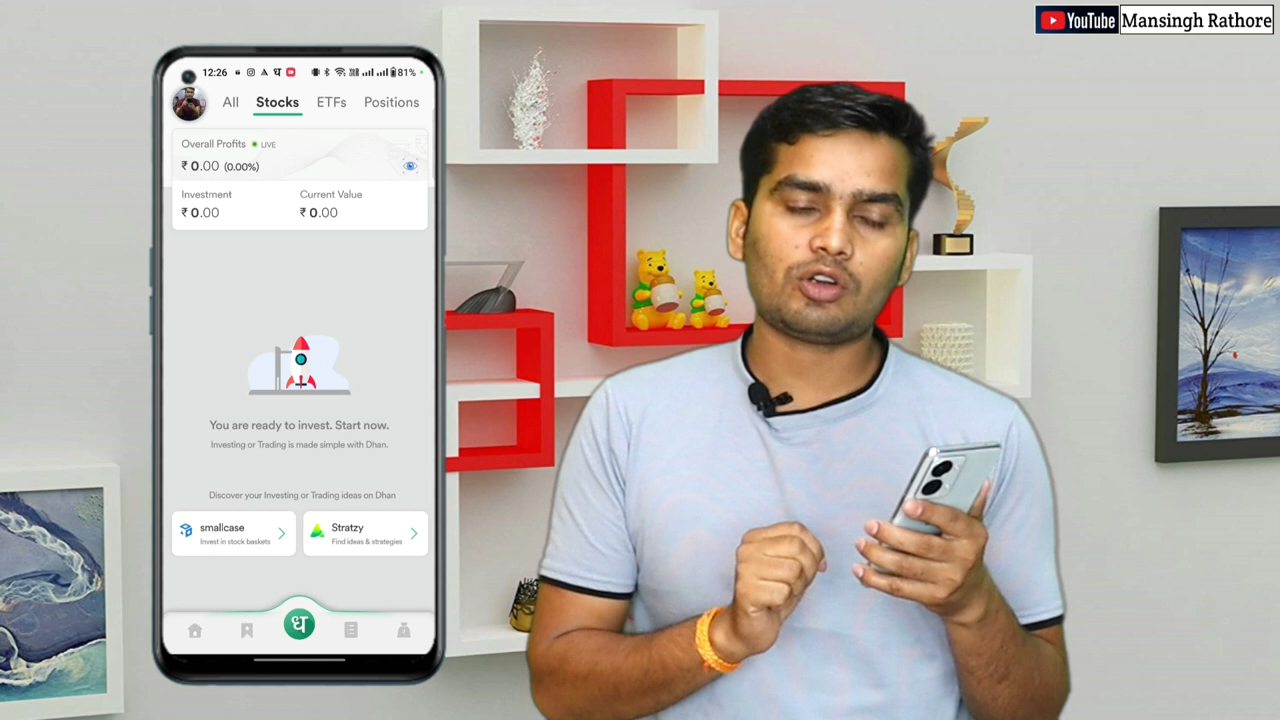 YouTube Mansingh Rathore
12:26 81%
All Stocks ETFs Positions
Overall Profits LIVE
₹ 0.00 (0.00%)
Investment Current Value
₹ 0.00 ₹ 0.00
You are ready to invest. Start now.
Investing or Trading is made simple with Dhan.
Discover your Investing or Trading ideas on Dhan
smallcase
Invest in stock baskets
Stratzy
Find ideas & strategies
ध